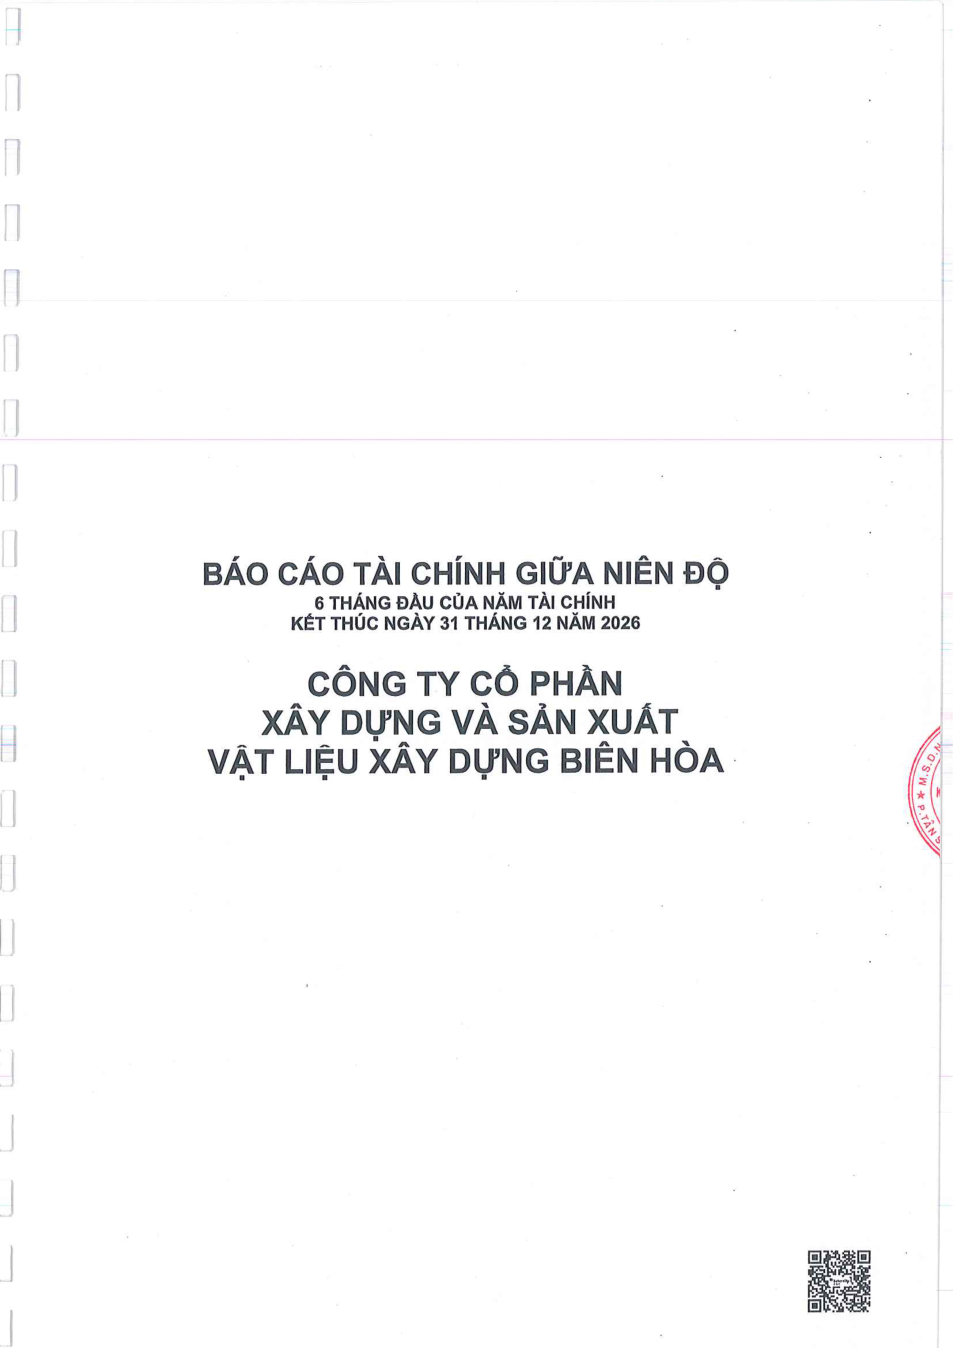 BÁO CÁO TÀI CHÍNH GIỮA NIÊN ĐỘ
6 THÁNG ĐẦU CỦA NĂM TÀI CHÍNH
KẾT THÚC NGÀY 31 THÁNG 12 NĂM 2026
CÔNG TY CỔ PHẦN
XÂY DỰNG VÀ SẢN XUẤT
VẬT LIỆU XÂY DỰNG BIÊN HÒA
M.S.D.N
P.TÂN S